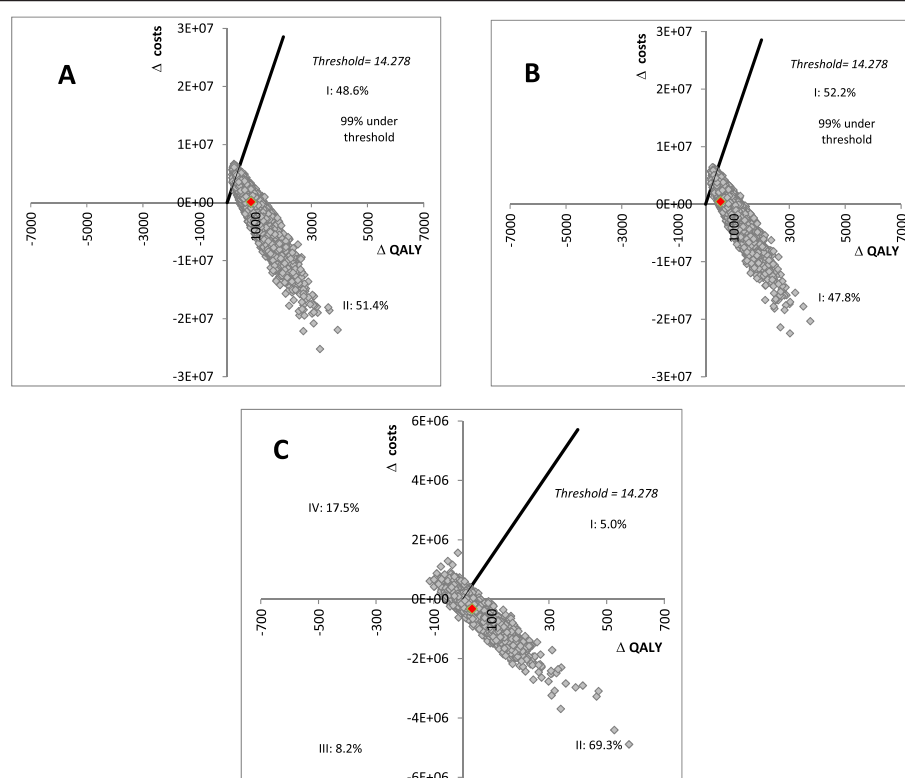 A
Δ costs
3E+07
2E+07
1E+07
0E+00
-1E+07
-2E+07
-3E+07
-7000
-5000
-3000
-1000
1000
3000
5000
7000
Δ QALY
Threshold= 14.278
I: 48.6%
99% under
threshold
II: 51.4%
B
Δ costs
3E+07
2E+07
1E+07
0E+00
-1E+07
-2E+07
-3E+07
-7000
-5000
-3000
-1000
1000
3000
5000
7000
Δ QALY
Threshold= 14.278
I: 52.2%
99% under
threshold
I: 47.8%
C
Δ costs
6E+06
4E+06
2E+06
0E+00
-2E+06
-4E+06
-6E+06
-700
-500
-300
-100
100
300
500
700
Δ QALY
Threshold = 14.278
IV: 17.5%
I: 5.0%
III: 8.2%
II: 69.3%